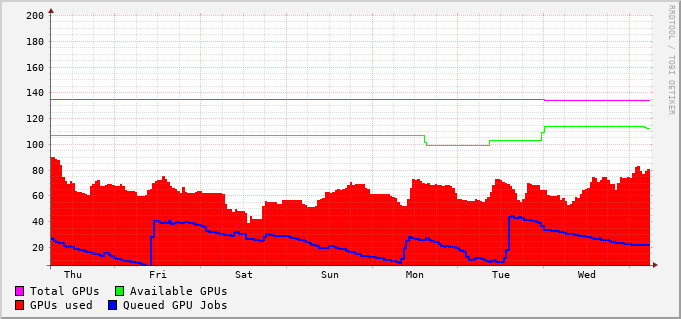 200
180
160
140
120
100
80
60
40
20
Thu Fri Sat Sun Mon Tue Wed
Total GPUs Available GPUs
GPUs used Queued GPU Jobs
RRDTOOL / TOBI OETIKER